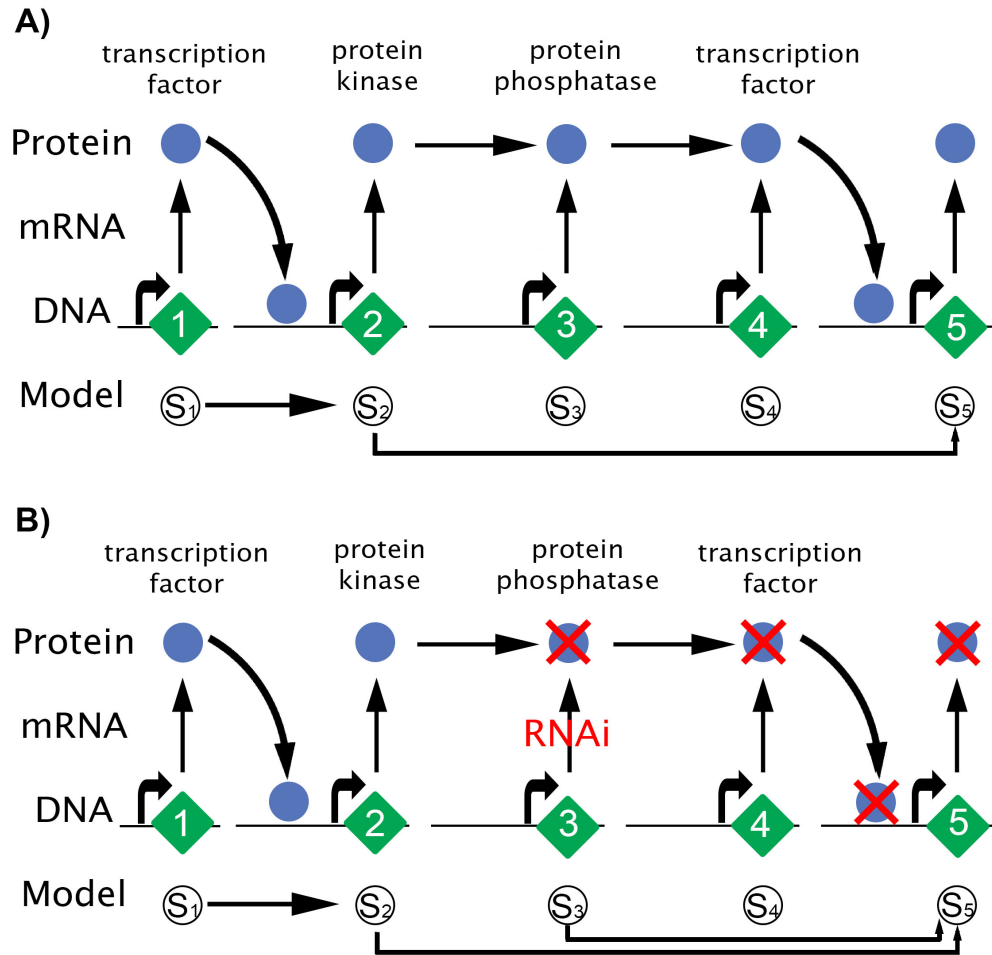 A)
transcription factor
protein kinase
protein phosphatase
transcription factor
Protein
mRNA
DNA
1
2
3
4
5
Model
S1
S2
S3
S4
S5
B)
transcription factor
protein kinase
protein phosphatase
transcription factor
Protein
mRNA
RNAi
DNA
1
2
3
4
5
Model
S1
S2
S3
S4
S5